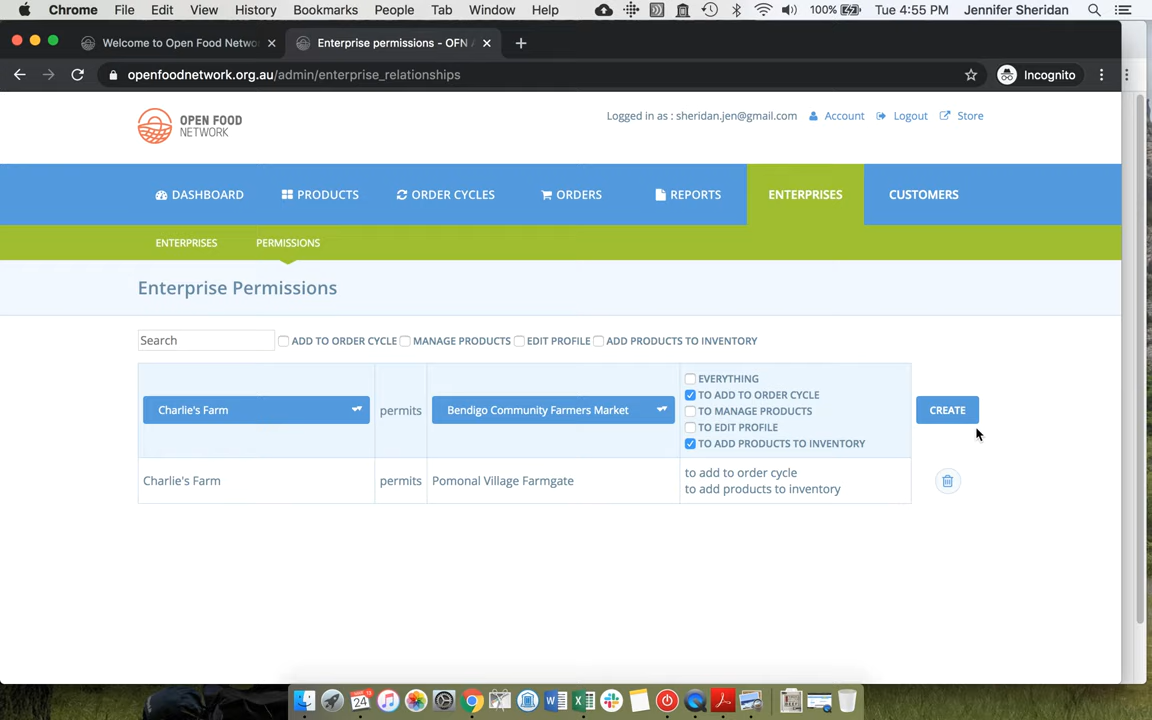 Chrome File Edit View History Bookmarks People Tab Window Help 100% Tue 4:55 PM Jennifer Sheridan
Welcome to Open Food Netwo Enterprise permissions - OFN
openfoodnetwork.org.au/admin/enterprise_relationships Incognito
OPEN FOOD
NETWORK
Logged in as : sheridan.jen@gmail.com Account Logout Store
DASHBOARD PRODUCTS ORDER CYCLES ORDERS REPORTS ENTERPRISES CUSTOMERS
ENTERPRISES PERMISSIONS
Enterprise Permissions
Search ADD TO ORDER CYCLE MANAGE PRODUCTS EDIT PROFILE ADD PRODUCTS TO INVENTORY
Charlie's Farm permits Bendigo Community Farmers Market
EVERYTHING
TO ADD TO ORDER CYCLE
TO MANAGE PRODUCTS
TO EDIT PROFILE
TO ADD PRODUCTS TO INVENTORY
CREATE
Charlie's Farm permits Pomonal Village Farmgate
to add to order cycle
to add products to inventory